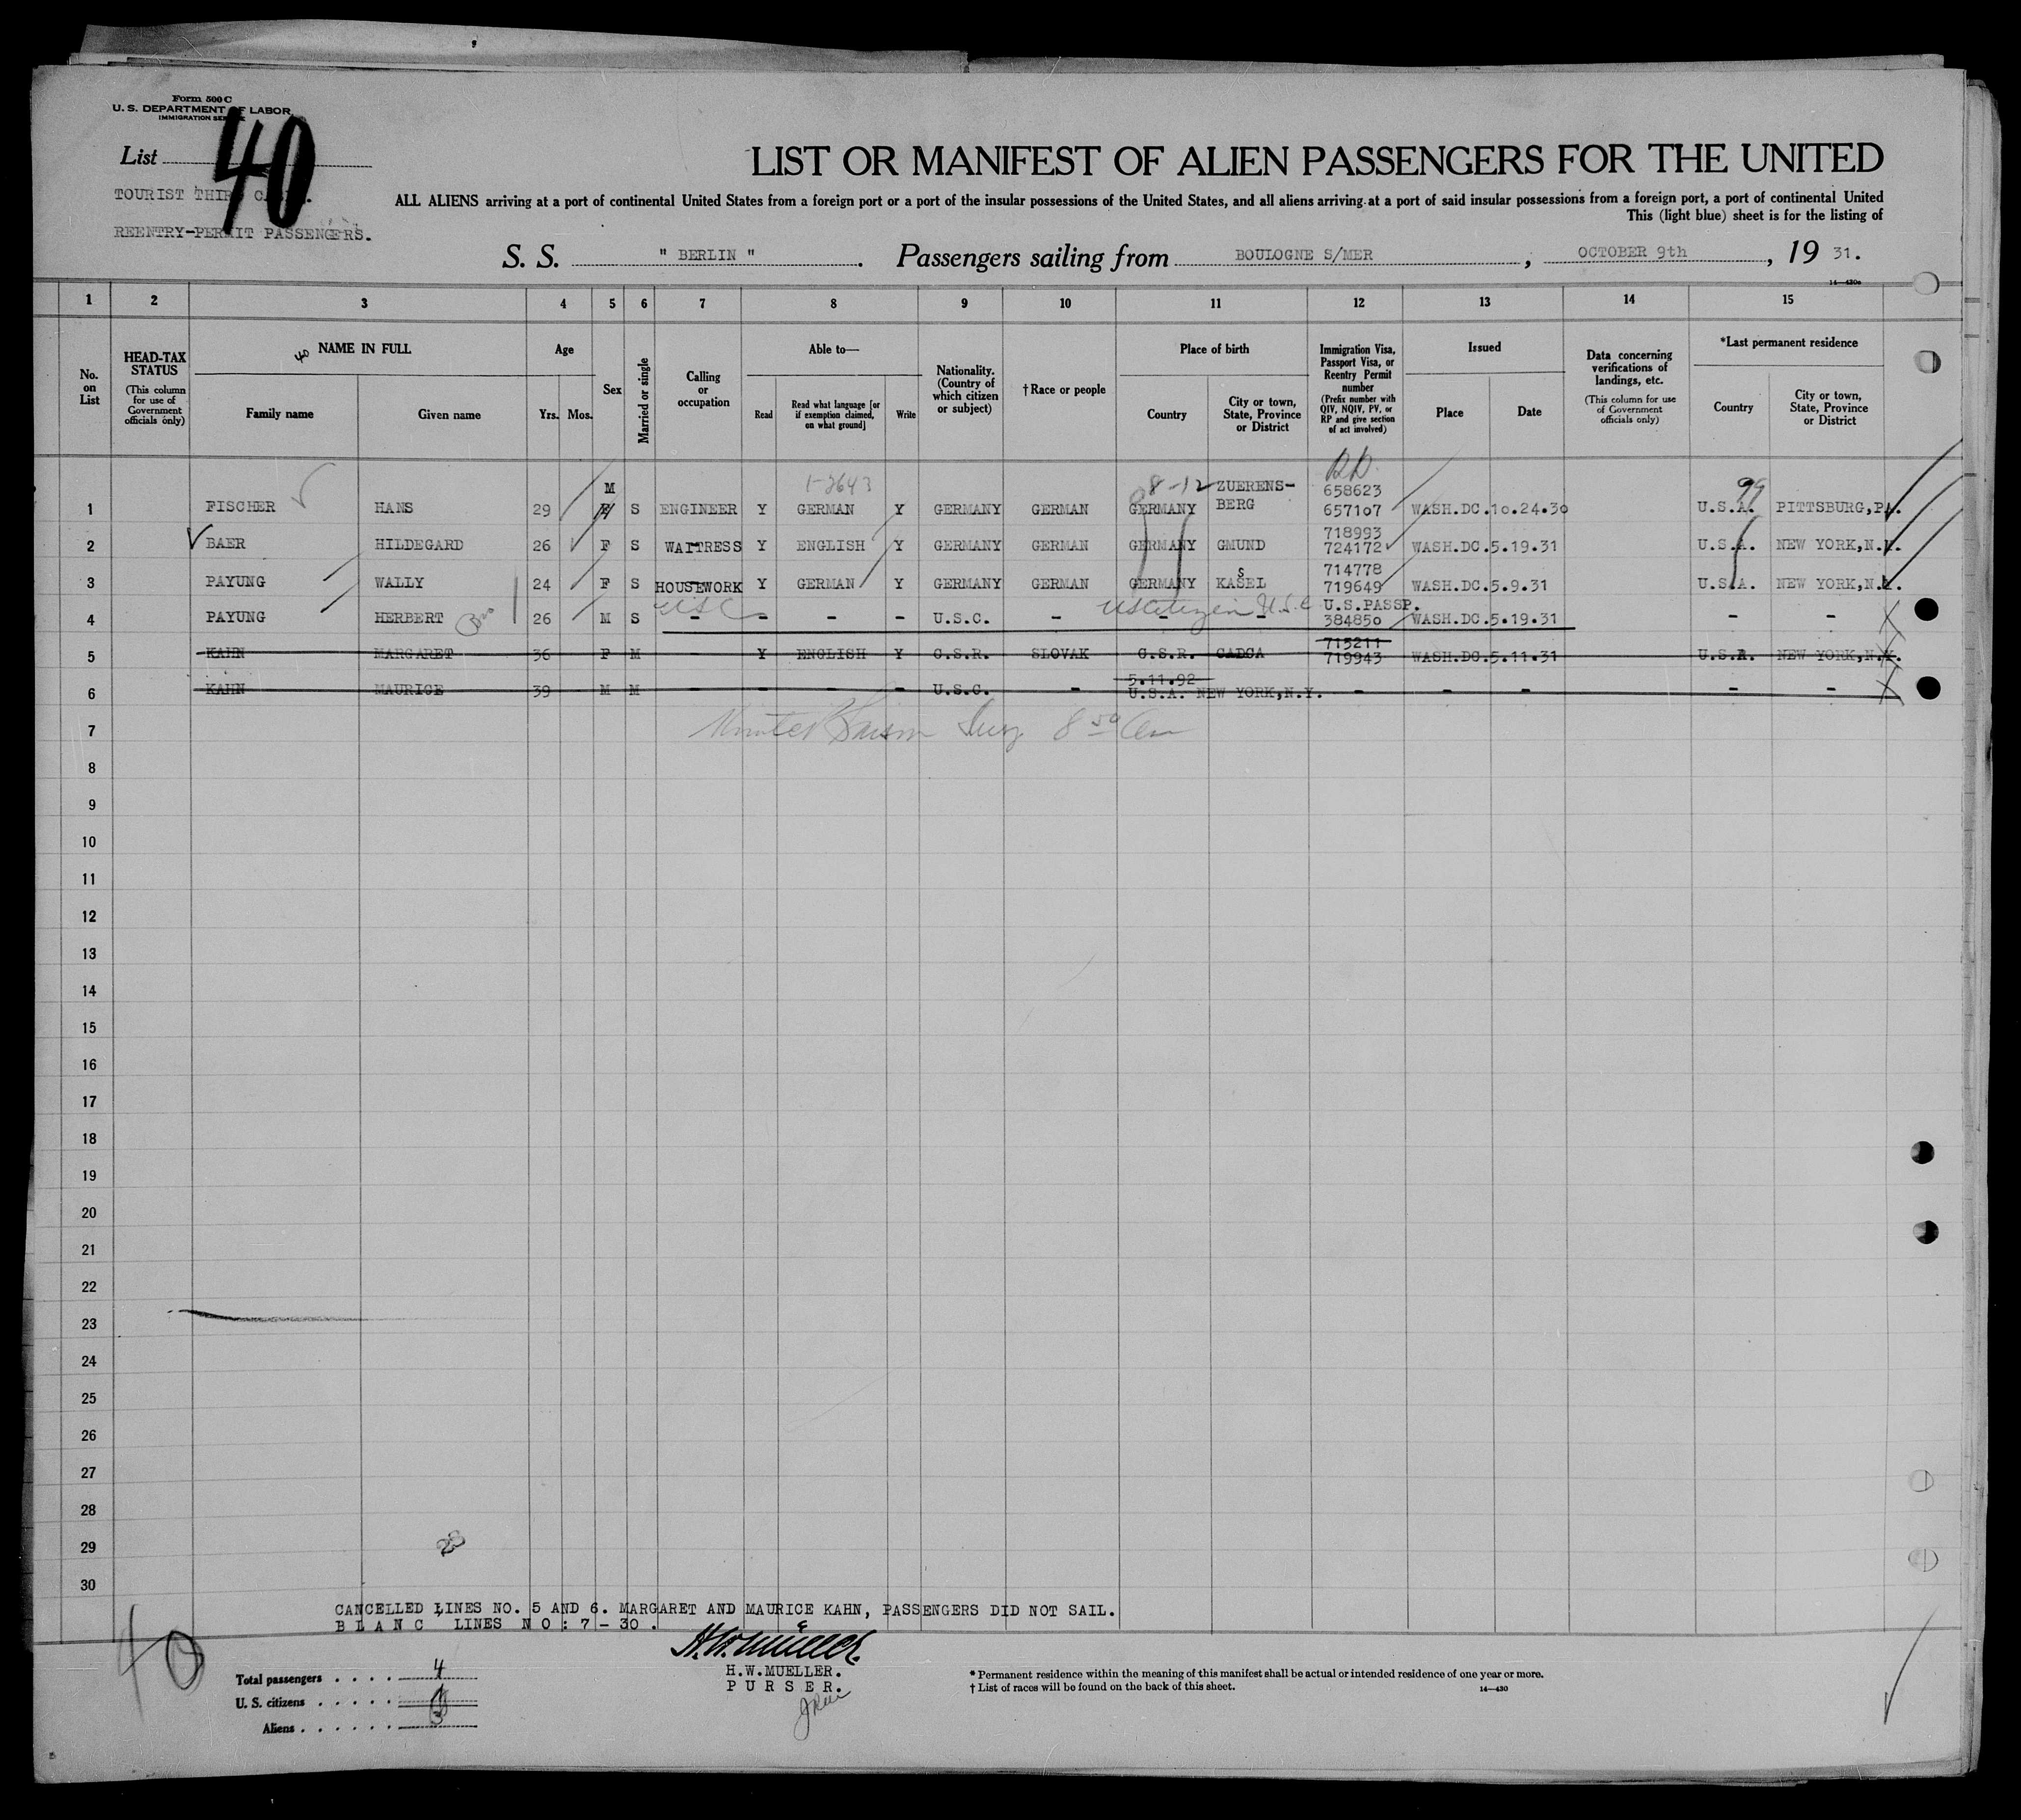 Form 500 C
U. S. DEPARTMENT OF LABOR
IMMIGRATION SERVICE
List 40
TOURIST THIRD CABIN.
REENTRY-PERMIT PASSENGERS.
LIST OR MANIFEST OF ALIEN PASSENGERS FOR THE UNITED
ALL ALIENS arriving at a port of continental United States from a foreign port or a port of the insular possessions of the United States, and all aliens arriving at a port of said insular possessions from a foreign port, a port of continental United
This (light blue) sheet is for the listing of
S. S. " BERLIN ". Passengers sailing from BOULOGNE S/MER, OCTOBER 9th, 19 31.
14-430a
1 2 3 4 5 6 7 8 9 10 11 12 13 14 15
No. on List
HEAD-TAX STATUS (This column for use of Government officials only)
40 NAME IN FULL
Family name
Given name
Age
Yrs. Mos.
Sex
Married or single
Calling or occupation
Able to—
Read
Read what language [or if exemption claimed, on what ground]
Write
Nationality. (Country of which citizen or subject)
† Race or people
Place of birth
Country
City or town, State, Province or District
Immigration Visa, Passport Visa, or Reentry Permit number (Prefix number with QIV, NQIV, PV, or RP and give section of act involved)
Issued
Place
Date
Data concerning verifications of landings, etc. (This column for use of Government officials only)
*Last permanent residence
Country
City or town, State, Province or District
1-2643 8-12 ZUERENS- 99
M 658623
1 FISCHER HANS 29 F S ENGINEER Y GERMAN Y GERMANY GERMAN GERMANY BERG 657107 WASH.DC.10.24.30 U.S.A. PITTSBURG,PA.
718993
2 BAER HILDEGARD 26 F S WAITRESS Y ENGLISH Y GERMANY GERMAN GERMANY GMUND 724172 WASH.DC.5.19.31 U.S.A. NEW YORK,N.Y.
S 714778
3 PAYUNG WALLY 24 F S HOUSEWORK Y GERMAN Y GERMANY GERMAN GERMANY KASEL 719649 WASH.DC.5.9.31 U.S.A. NEW YORK,N.Y.
USC US Citizen U.S.C U.S.PASSP.
4 PAYUNG HERBERT 26 M S - - - U.S.C. - - - 384850 WASH.DC.5.19.31 - -
715211
5 KAHN MARGARET 36 F M - Y ENGLISH Y C.S.R. SLOVAK C.S.R. CADCA 719943 WASH.DC.5.11.31 U.S.A. NEW YORK,N.Y.
5.11.92
6 KAHN MAURICE 39 M M - - - - U.S.C. - U.S.A. NEW YORK,N.Y. - - - - -
7 8 50 Am
8
9
10
11
12
13
14
15
16
17
18
19
20
21
22
23
24
25
26
27
28
29
30
CANCELLED LINES NO. 5 AND 6. MARGARET AND MAURICE KAHN, PASSENGERS DID NOT SAIL.
B L A N C LINES N O : 7 - 30 .
40
H.W. Mueller.
H.W.MUELLER.
P U R S E R.
Total passengers . . . . 4
U. S. citizens . . . . . 1
Aliens . . . . . . 3
* Permanent residence within the meaning of this manifest shall be actual or intended residence of one year or more.
† List of races will be found on the back of this sheet.
14-430